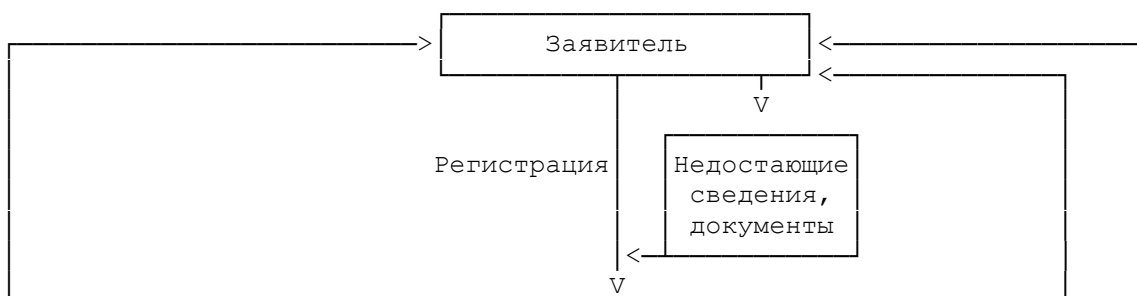 Заявитель
Регистрация
Недостающие
сведения,
документы